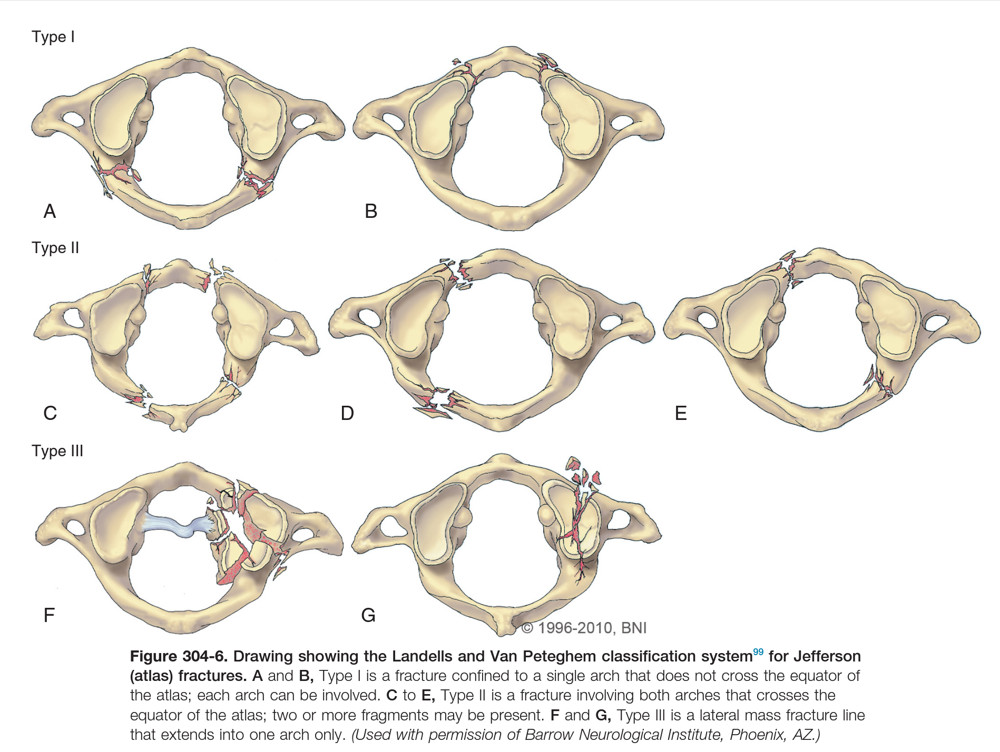 Type I
A
B
Type II
C
D
E
Type III
F
G
© 1996-2010, BNI
Figure 304-6. Drawing showing the Landells and Van Peteghem classification system99 for Jefferson
(atlas) fractures. A and B, Type I is a fracture confined to a single arch that does not cross the equator of
the atlas; each arch can be involved. C to E, Type II is a fracture involving both arches that crosses the
equator of the atlas; two or more fragments may be present. F and G, Type III is a lateral mass fracture line
that extends into one arch only. (Used with permission of Barrow Neurological Institute, Phoenix, AZ.)